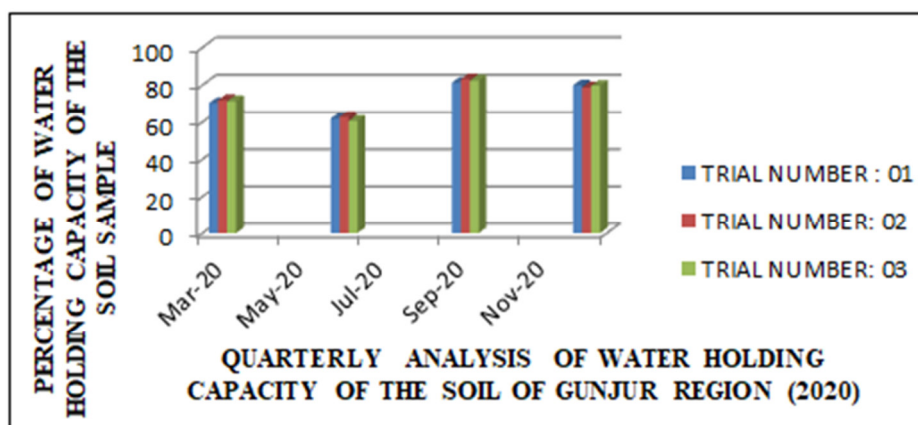 PERCENTAGE OF WATER
HOLDING CAPACITY OF THE
SOIL SAMPLE
100
80
60
40
20
0
Mar-20
May-20
Jul-20
Sep-20
Nov-20
TRIAL NUMBER : 01
TRIAL NUMBER: 02
TRIAL NUMBER: 03
QUARTERLY ANALYSIS OF WATER HOLDING
CAPACITY OF THE SOIL OF GUNJUR REGION (2020)